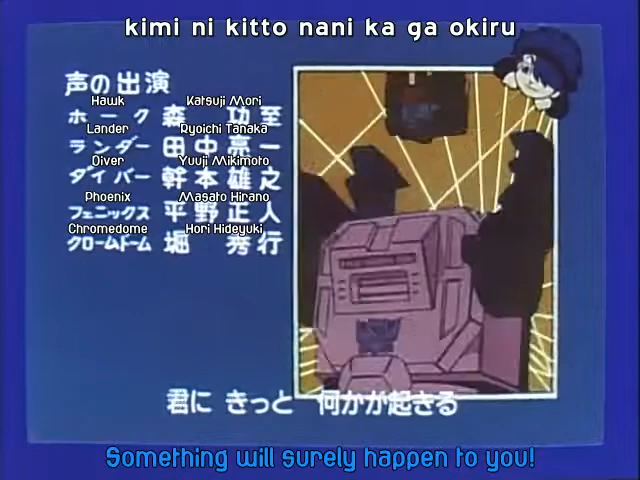 kimi ni kitto nani ka ga okiru
声の出演
Hawk Katsuji Mori
ホーク 森 功至
Lander Ryoichi Tanaka
ランダー 田中亮一
Diver Yuuji Mikimoto
ダイバー 幹本雄之
Phoenix Masato Hirano
フェニックス 平野正人
Chromedome Hori Hideyuki
クロームドーム 堀 秀行
君に きっと 何かが起きる
Something will surely happen to you!